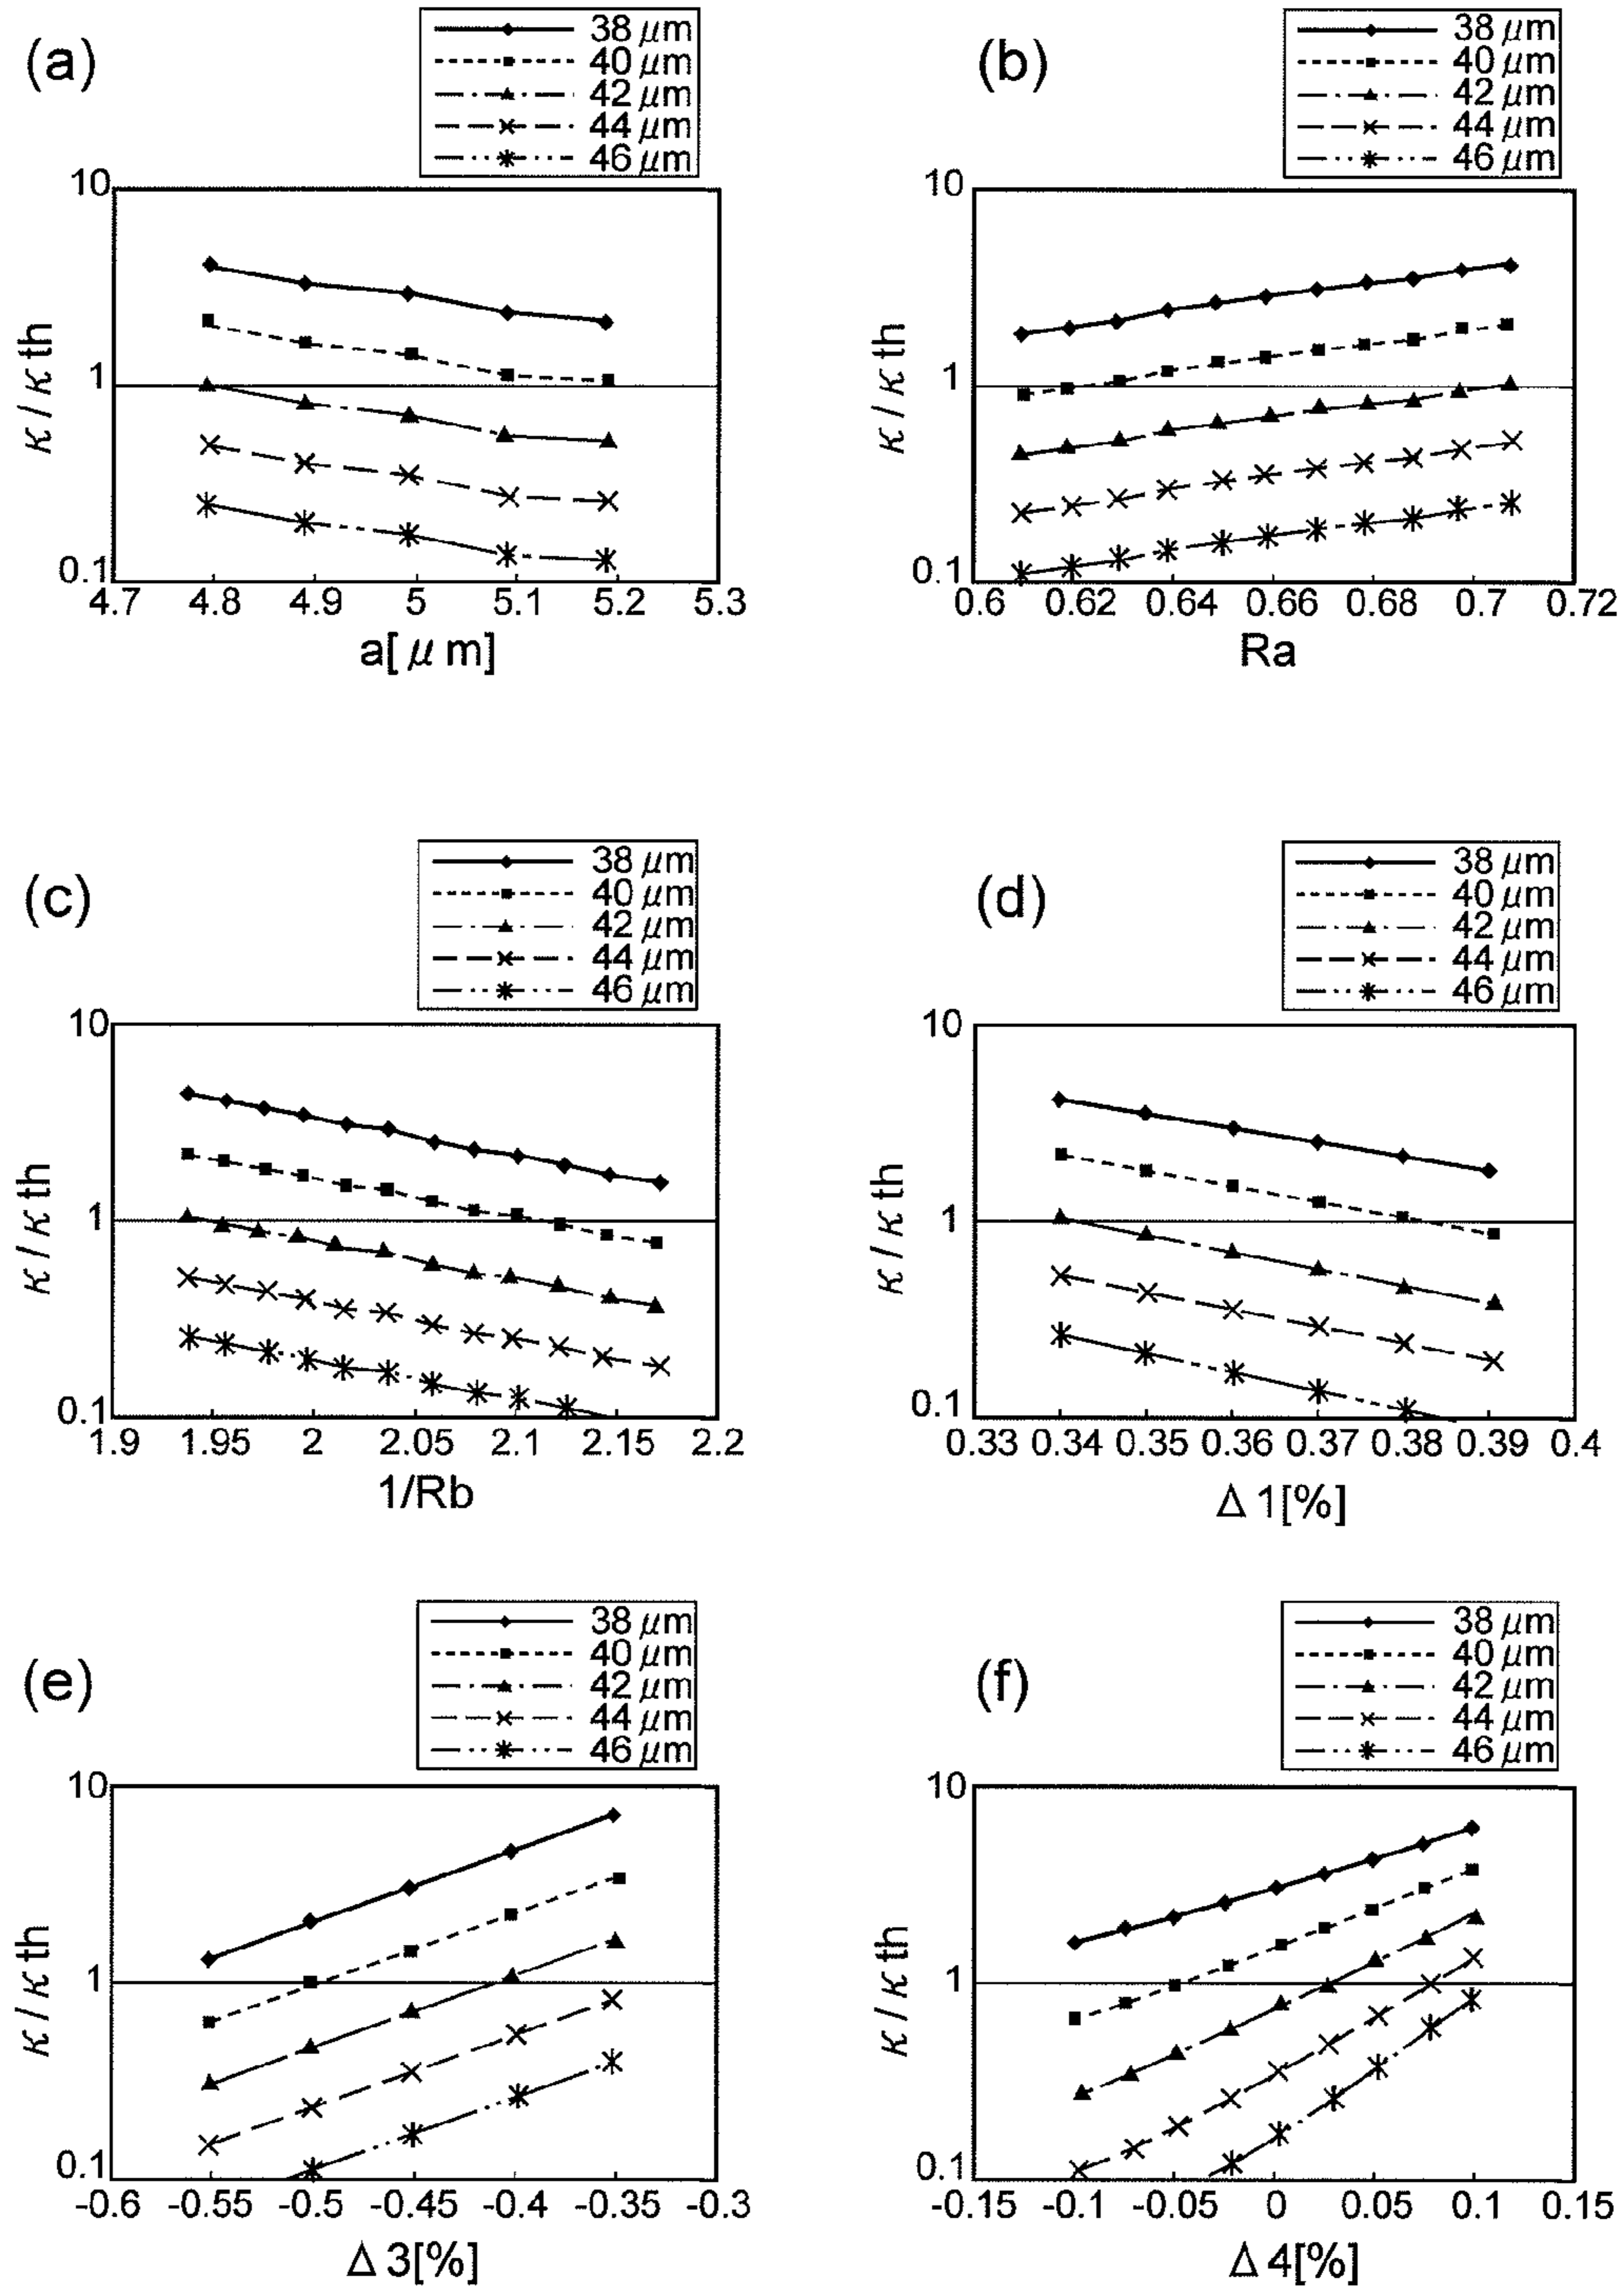 (a)
38 μm
40 μm
42 μm
44 μm
46 μm
10
1
0.1
κ / κ th
4.7 4.8 4.9 5 5.1 5.2 5.3
a[ μ m]
(b)
38 μm
40 μm
42 μm
44 μm
46 μm
10
1
0.1
κ / κ th
0.6 0.62 0.64 0.66 0.68 0.7 0.72
Ra
(c)
38 μm
40 μm
42 μm
44 μm
46 μm
10
1
0.1
κ / κ th
1.9 1.95 2 2.05 2.1 2.15 2.2
1/Rb
(d)
38 μm
40 μm
42 μm
44 μm
46 μm
10
1
0.1
κ / κ th
0.33 0.34 0.35 0.36 0.37 0.38 0.39 0.4
Δ 1[%]
(e)
38 μm
40 μm
42 μm
44 μm
46 μm
10
1
0.1
κ / κ th
-0.6 -0.55 -0.5 -0.45 -0.4 -0.35 -0.3
Δ 3[%]
(f)
38 μm
40 μm
42 μm
44 μm
46 μm
10
1
0.1
κ / κ th
-0.15 -0.1 -0.05 0 0.05 0.1 0.15
Δ 4[%]